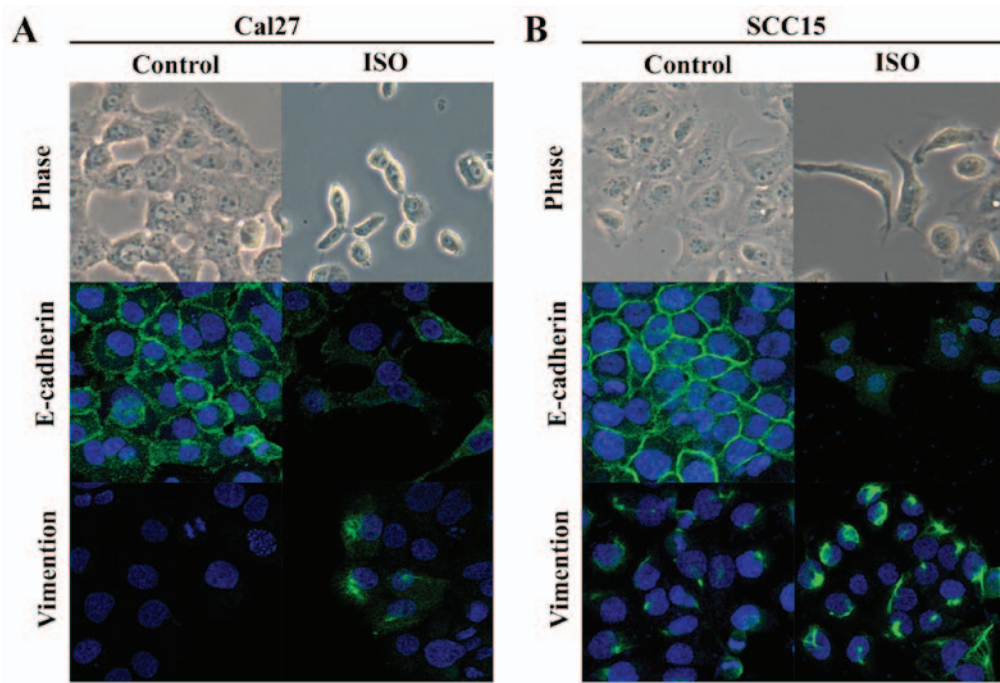 A
Cal27
Control ISO
Phase
E-cadherin
Vimention
B
SCC15
Control ISO
Phase
E-cadherin
Vimention